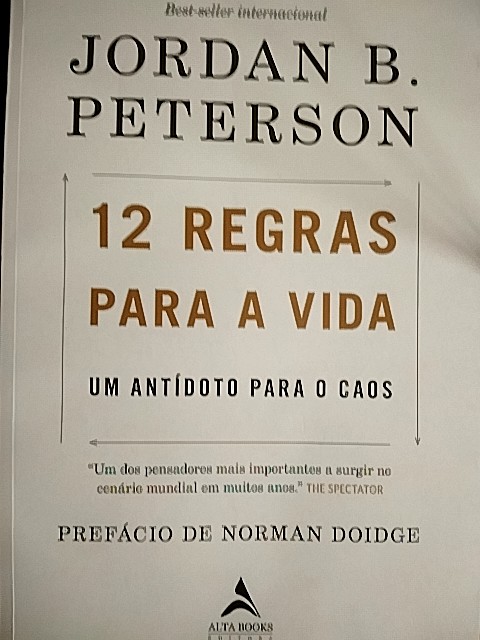 Best-seller internacional
JORDAN B.
PETERSON
12 REGRAS
PARA A VIDA
UM ANTÍDOTO PARA O CAOS
"Um dos pensadores mais importantes a surgir no
cenário mundial em muitos anos." THE SPECTATOR
PREFÁCIO DE NORMAN DOIDGE
ALTA BOOKS
EDITORA